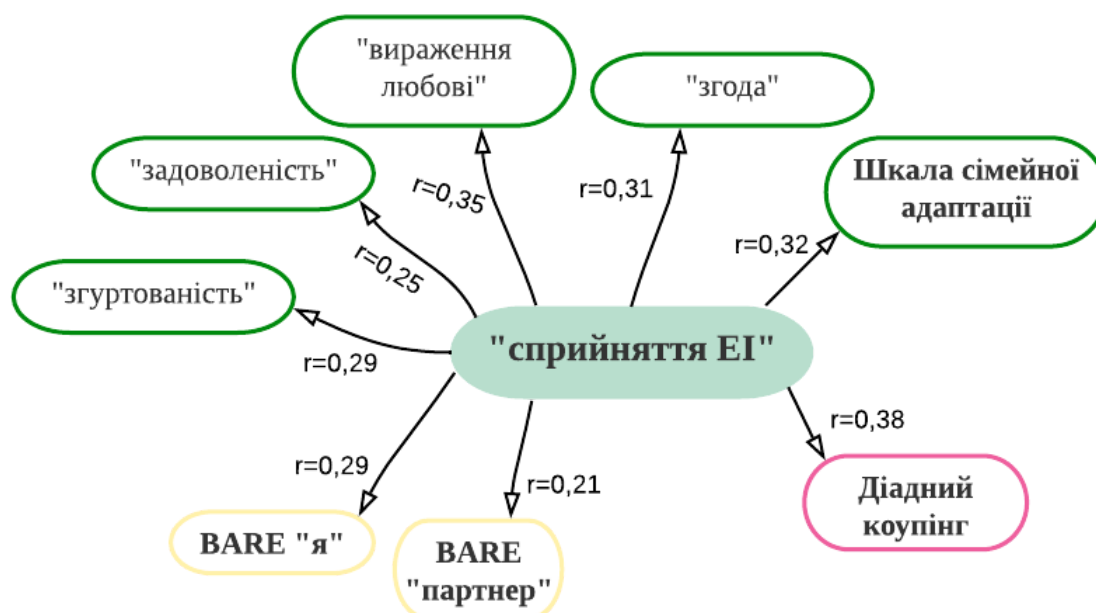 "вираження
любові"
"згода"
"задоволеність"
Шкала сімейної
адаптації
r=0,35
r=0,31
r=0,32
r=0,25
"згуртованість"
"сприйняття ЕІ"
r=0,29
r=0,38
r=0,29
r=0,21
Діадний
коупінг
BARE "я"
BARE
"партнер"